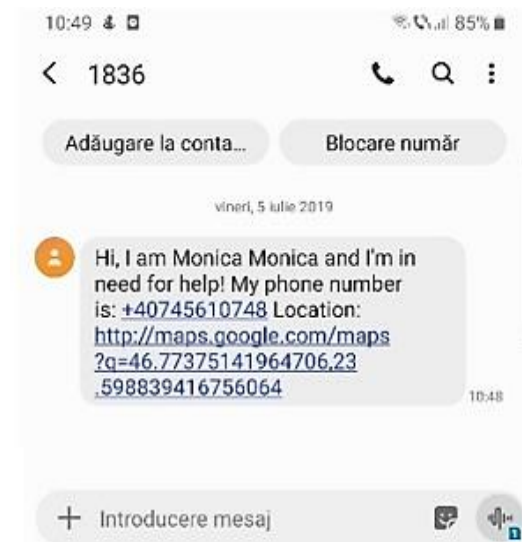 10:49
85%
1836
Adăugare la conta...
Blocare număr
vineri, 5 iulie 2019
Hi, I am Monica Monica and I'm in
need for help! My phone number
is: +40745610748 Location:
http://maps.google.com/maps
?q=46.77375141964706,23
.598839416756064
10:48
Introducere mesaj
1